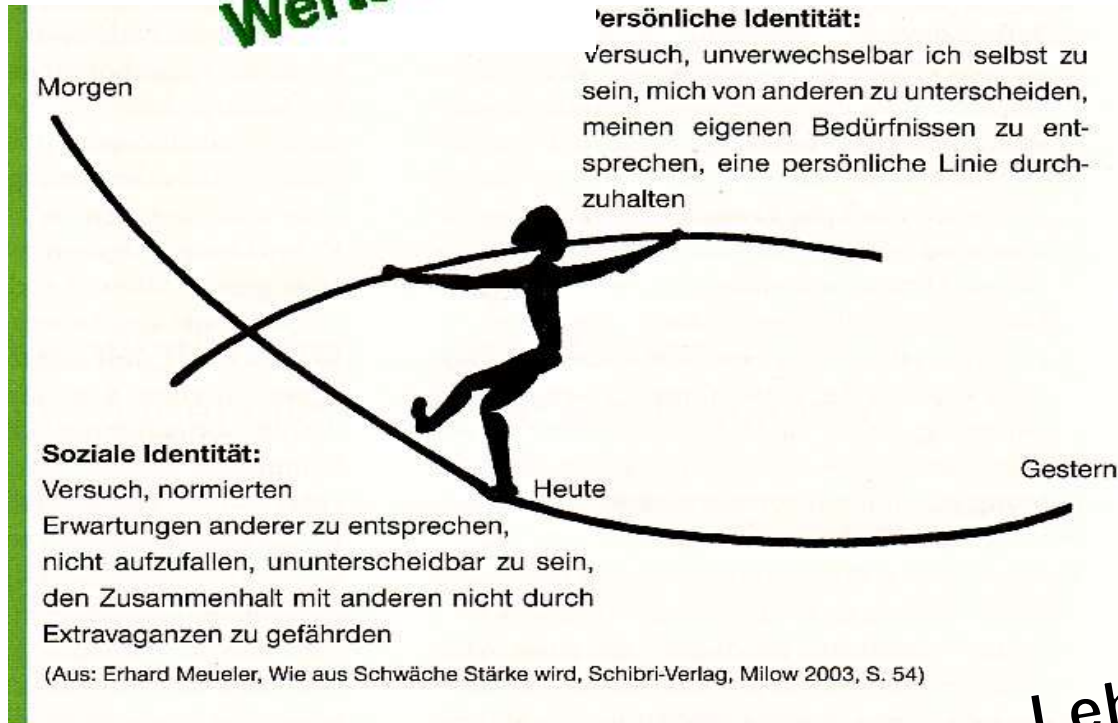 Persönliche Identität:
Versuch, unverwechselbar ich selbst zu
sein, mich von anderen zu unterscheiden,
meinen eigenen Bedürfnissen zu ent-
sprechen, eine persönliche Linie durch-
zuhalten
Morgen
Soziale Identität:
Versuch, normierten
Erwartungen anderer zu entsprechen,
nicht aufzufallen, ununterscheidbar zu sein,
den Zusammenhalt mit anderen nicht durch
Extravaganzen zu gefährden
Heute
Gestern
(Aus: Erhard Meueler, Wie aus Schwäche Stärke wird, Schibri-Verlag, Milow 2003, S. 54)